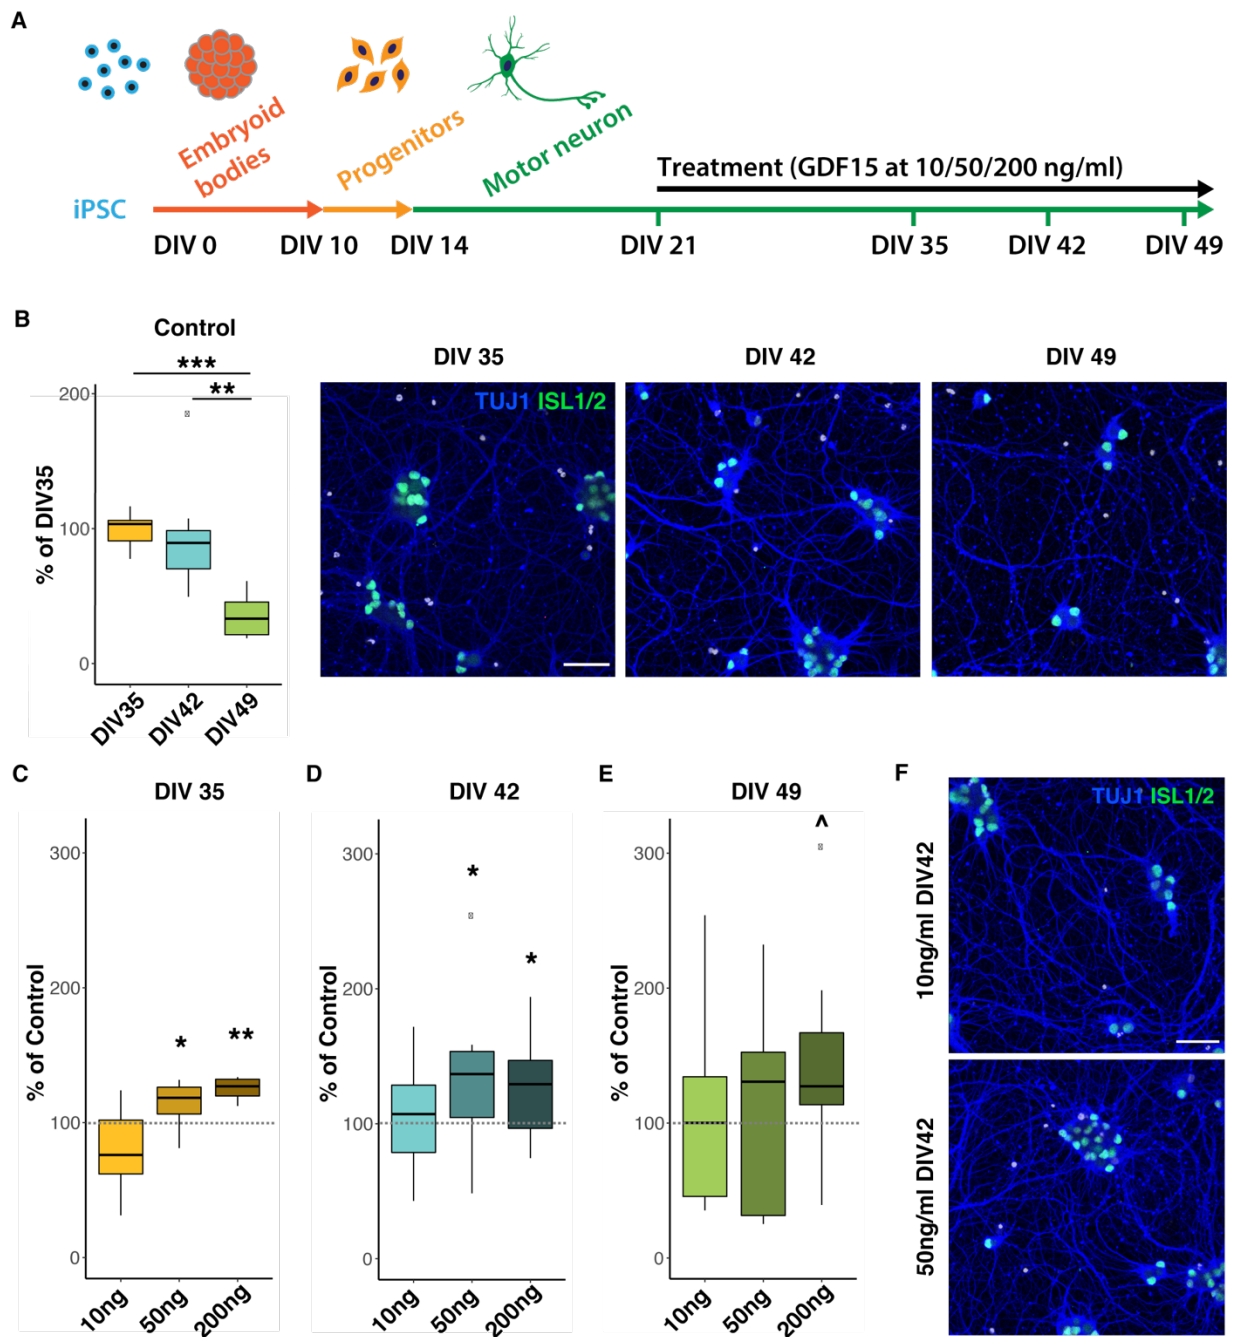 A
Embryoid
bodies
Progenitors
Motor neuron
Treatment (GDF15 at 10/50/200 ng/ml)
iPSC
DIV 0
DIV 10
DIV 14
DIV 21
DIV 35
DIV 42
DIV 49
B
Control
***
**
200
100
0
% of DIV35
DIV35
DIV42
DIV49
DIV 35
DIV 42
DIV 49
TUJ1 ISL1/2
C
DIV 35
300
200
100
0
% of Control
*
**
10ng
50ng
200ng
D
DIV 42
300
200
100
0
% of Control
*
*
10ng
50ng
200ng
E
DIV 49
^
300
200
100
0
% of Control
10ng
50ng
200ng
F
TUJ1 ISL1/2
10ng/ml DIV42
50ng/ml DIV42